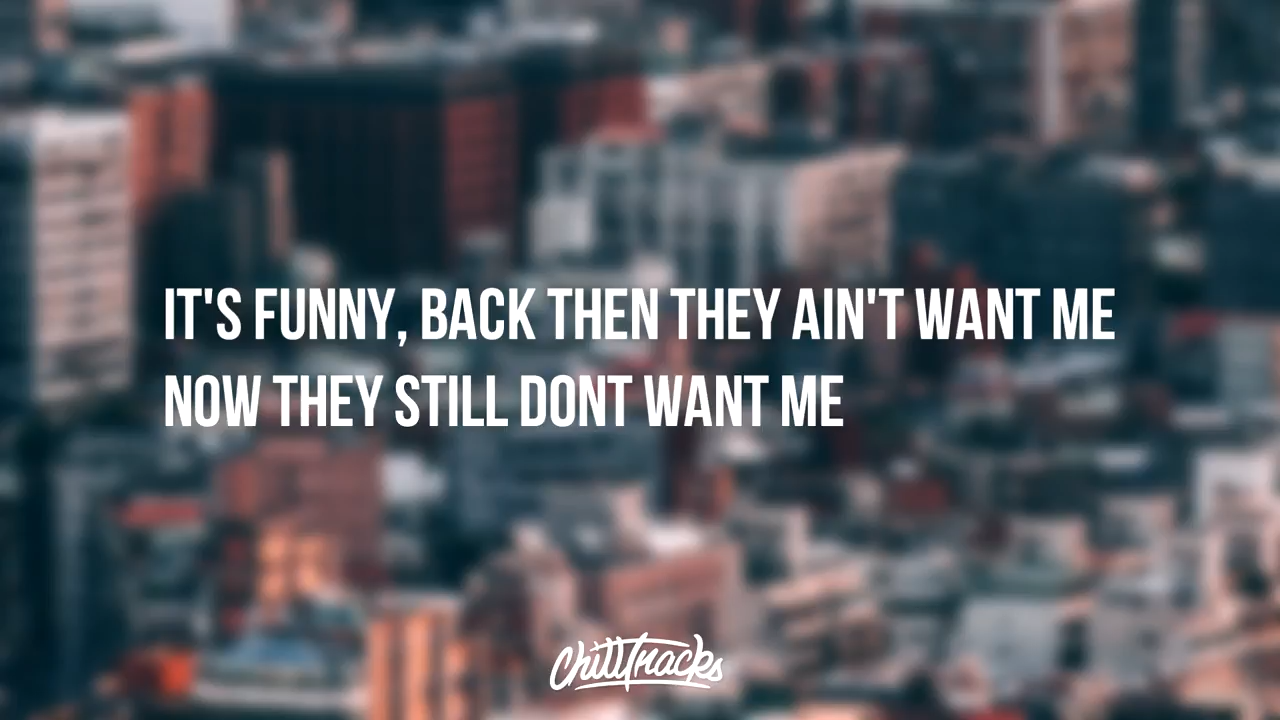 IT'S FUNNY, BACK THEN THEY AIN'T WANT ME
NOW THEY STILL DONT WANT ME
ChillTracks